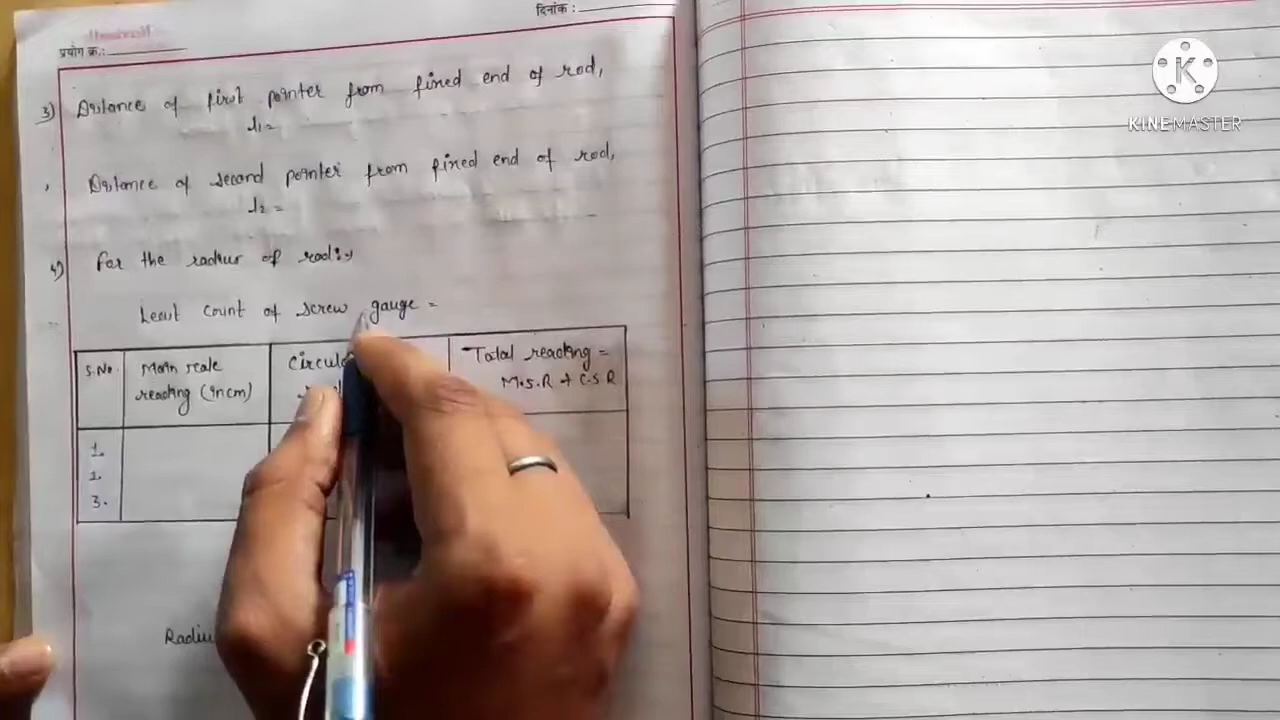 दिनांक :
प्रयोग क्र.:
3) Distance of first pointer from fixed end of rod,
l1=
Distance of second pointer from fixed end of rod,
l2 =
4) For the radius of rod:-
Least count of screw gauge =
S.No. Main scale reading (in cm) Total reading = M.S.R + C.S.R
1.
2.
3.
K
KINEMASTER